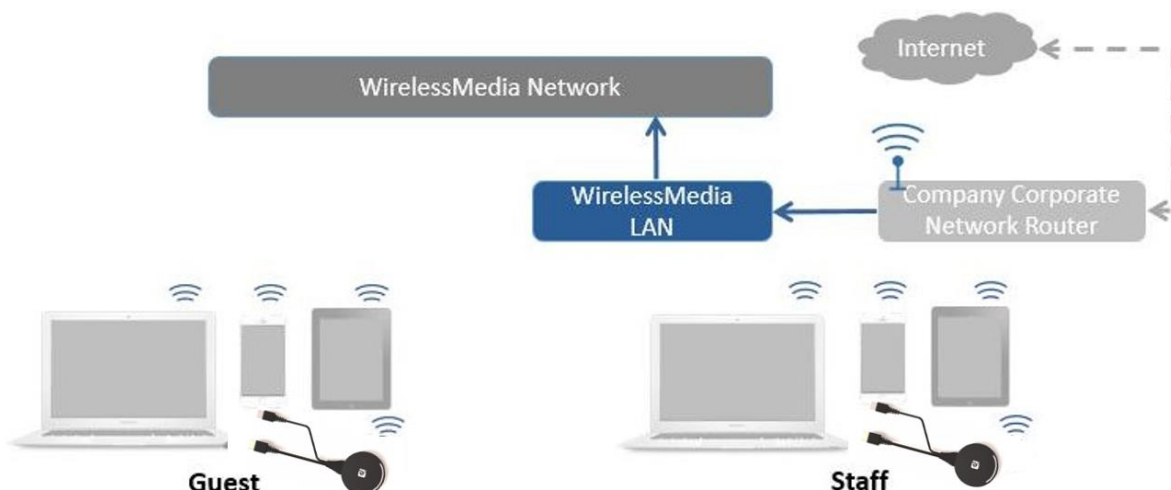 Internet
WirelessMedia Network
WirelessMedia
LAN
Company Corporate
Network Router
Guest
Staff